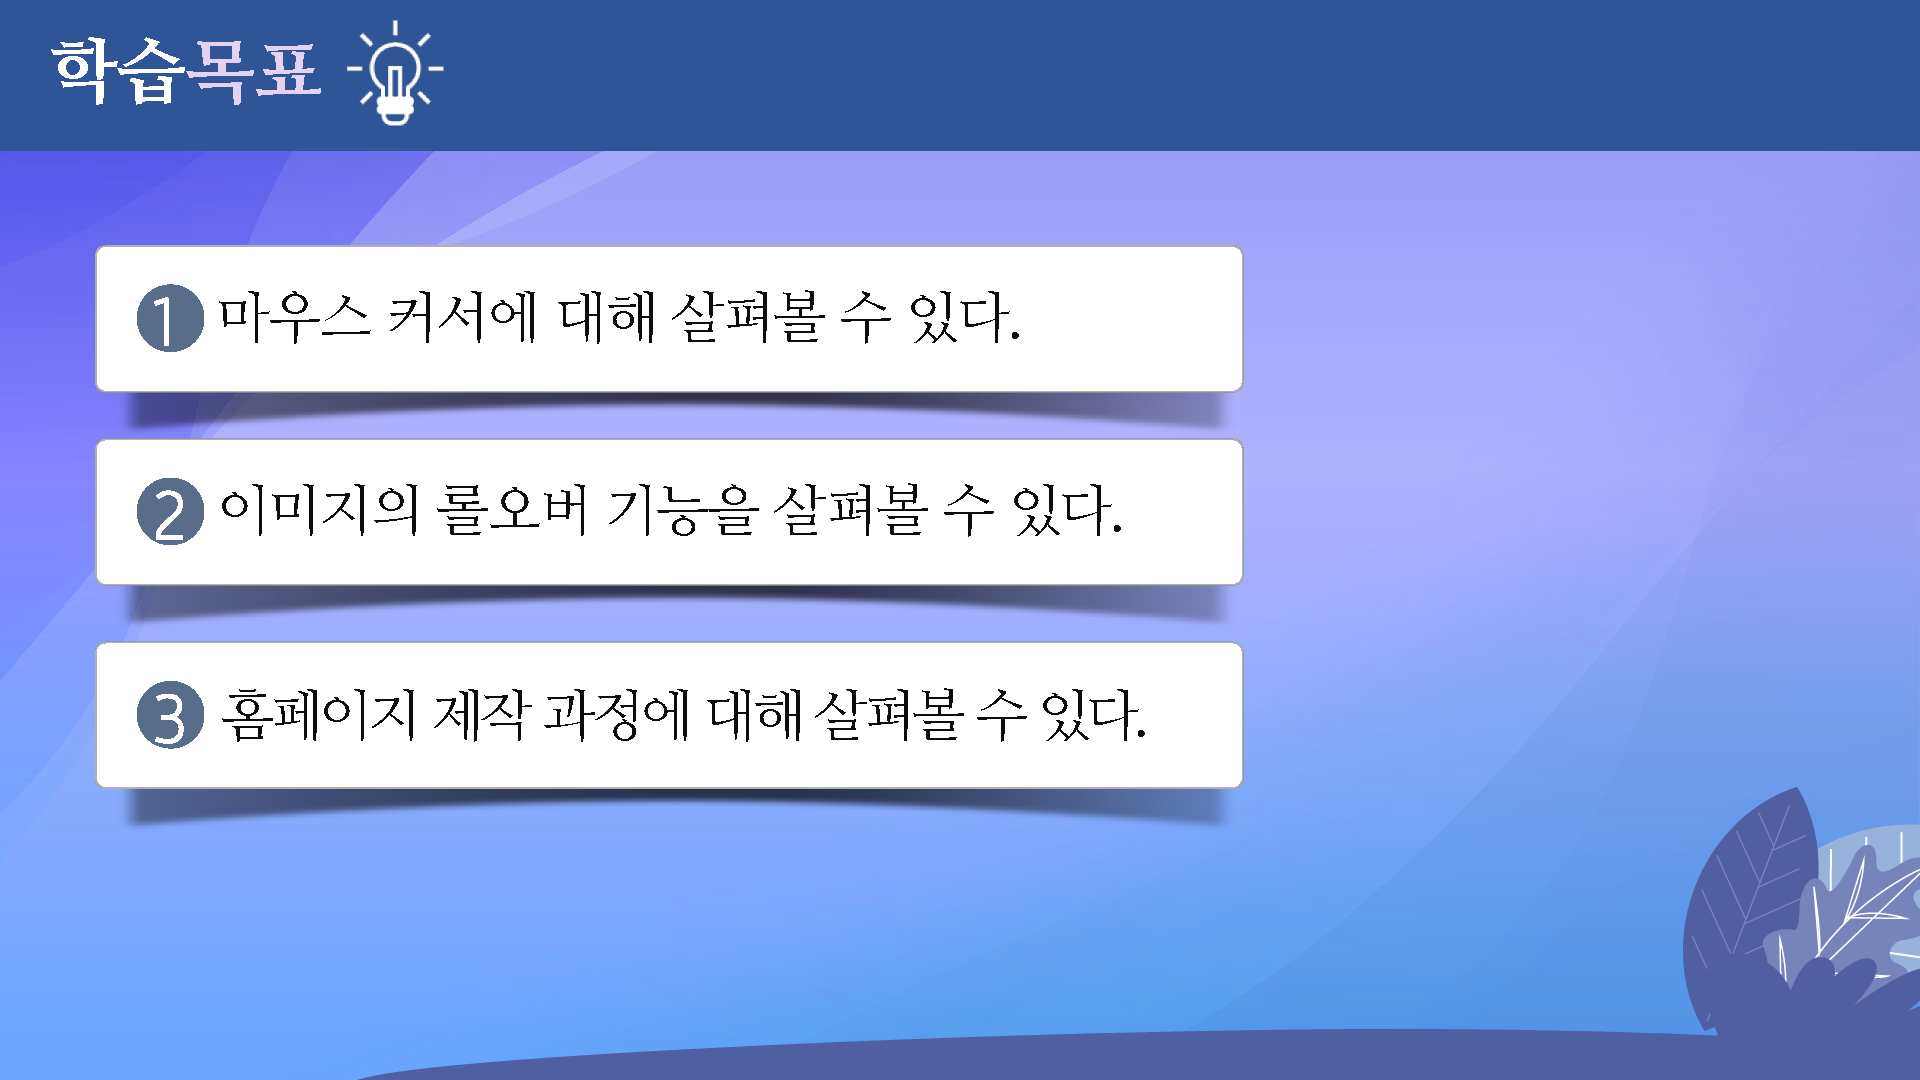 학습목표
1 마우스 커서에 대해 살펴볼 수 있다.
2 이미지의 롤오버 기능을 살펴볼 수 있다.
3 홈페이지 제작 과정에 대해 살펴볼 수 있다.